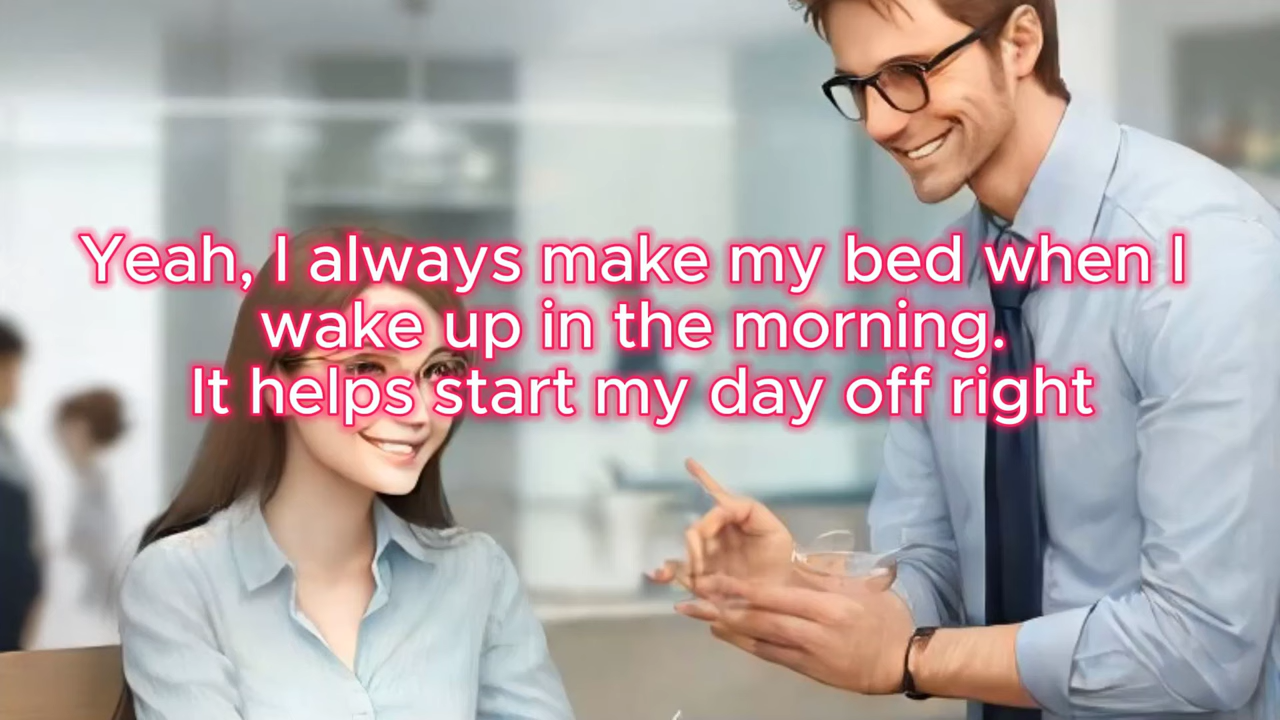 Yeah, I always make my bed when I
wake up in the morning.
It helps start my day off right